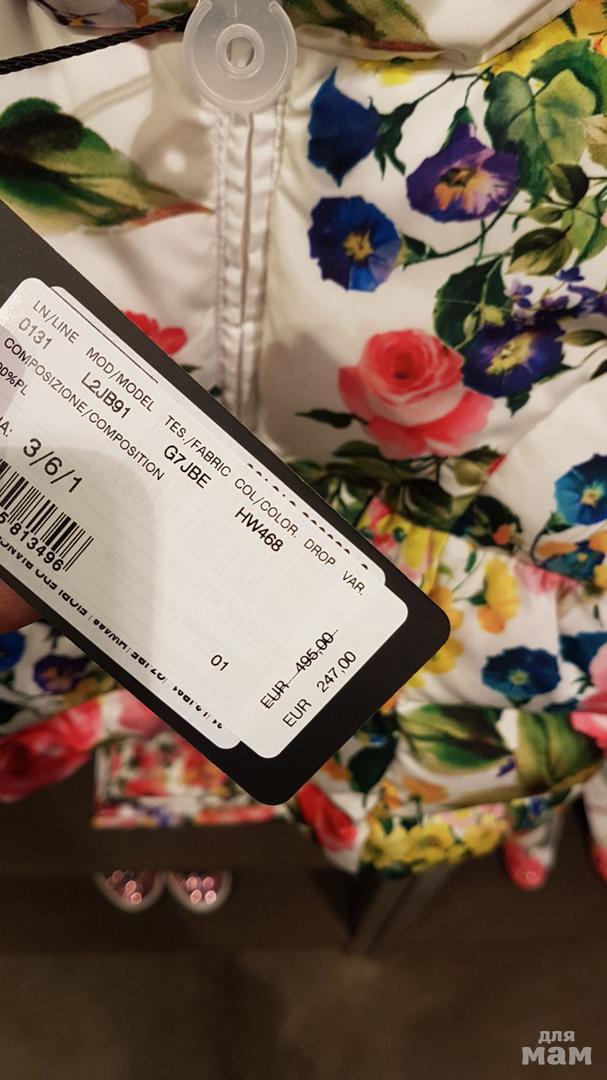 LN/LINE MOD/MODEL TES./FABRIC COL/COLOR. DROP VAR.
0131 L2JB91 G7JBE HW468
COMPOSIZIONE/COMPOSITION
3/6/1
813496
01
EUR 495,00
EUR 247,00
для
мам